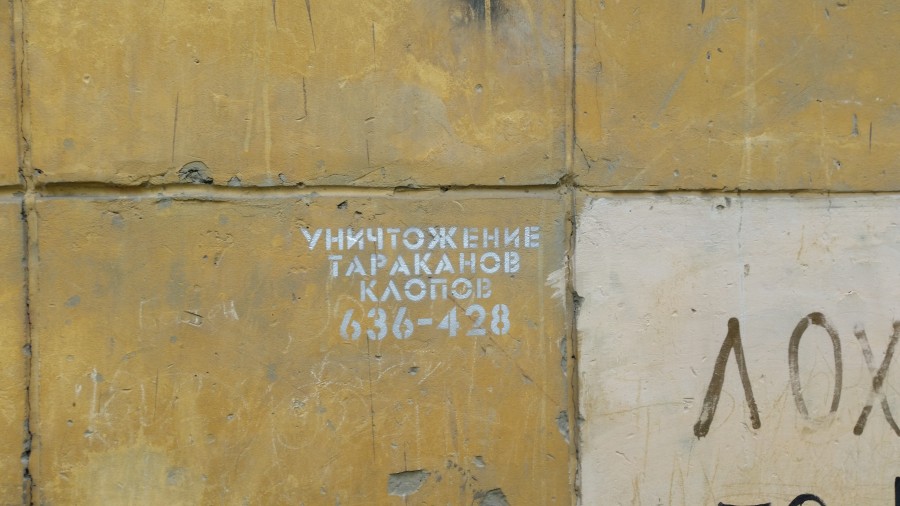 УНИЧТОЖЕНИЕ
ТАРАКАНОВ
КЛОПОВ
636-428
ЛОХ